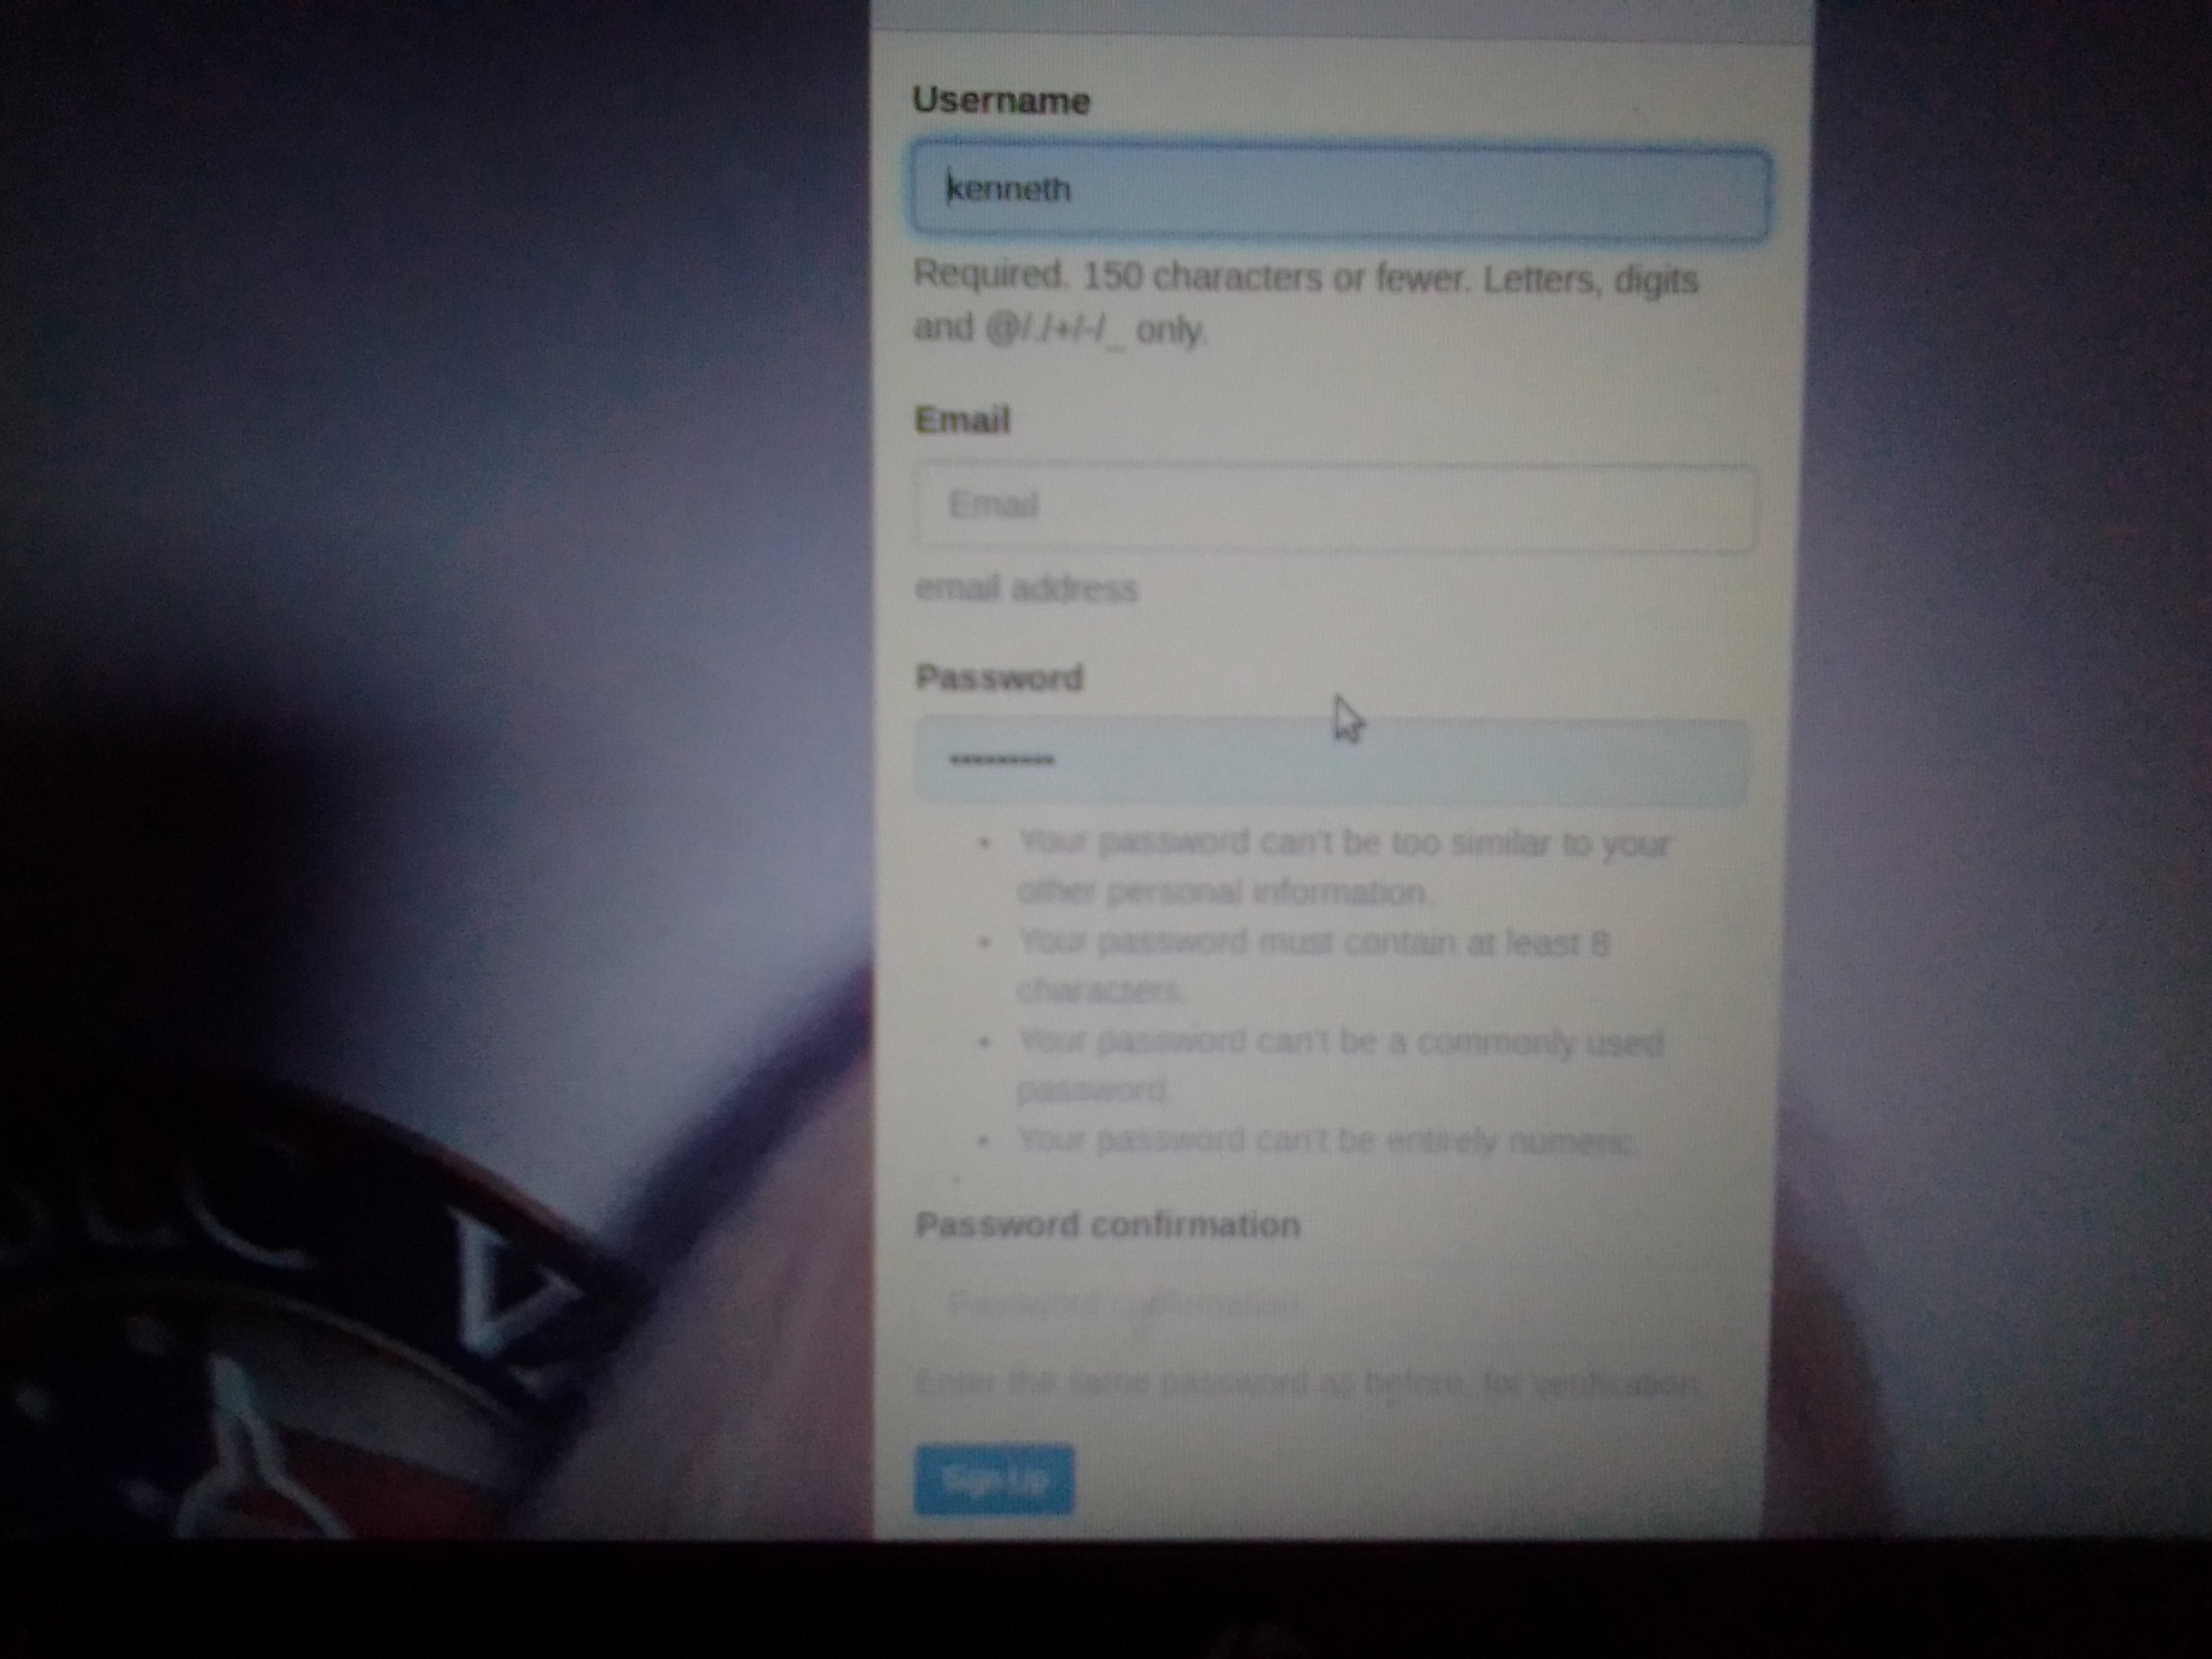 Username
kenneth
Required. 150 characters or fewer. Letters, digits
and @/./+/-/_ only.
Email
Email
email address
Password
Your password can't be too similar to your
other personal information.
Your password must contain at least 8
characters.
Your password can't be a commonly used
password.
Your password can't be entirely numeric.
Password confirmation
Password confirmation
Enter the same password as before, for verification.
Sign Up
V